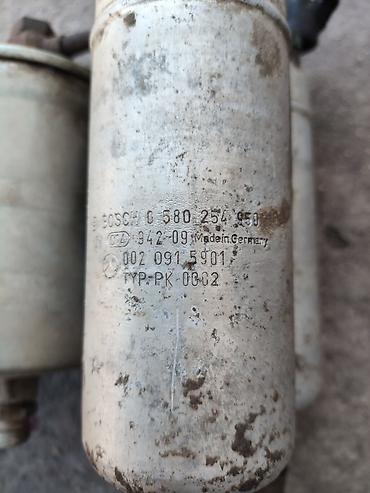 BOSCH 0 580 254 950
942-09 Made in Germany
002 091 5901
TYP-PK-0002